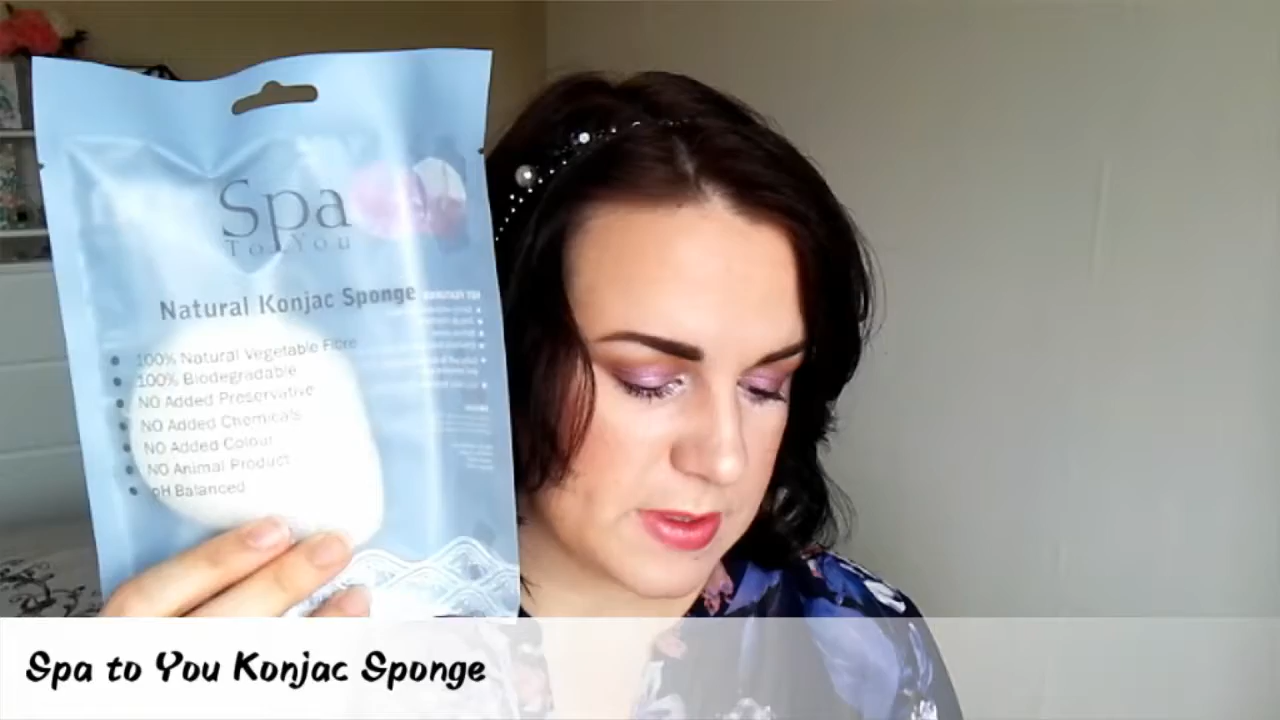 Spa
To You
Natural Konjac Sponge
100% Natural Vegetable Fibre
100% Biodegradable
NO Added Preservative
NO Added Chemicals
NO Added Colour
NO Animal Product
pH Balanced
Spa to You Konjac Sponge